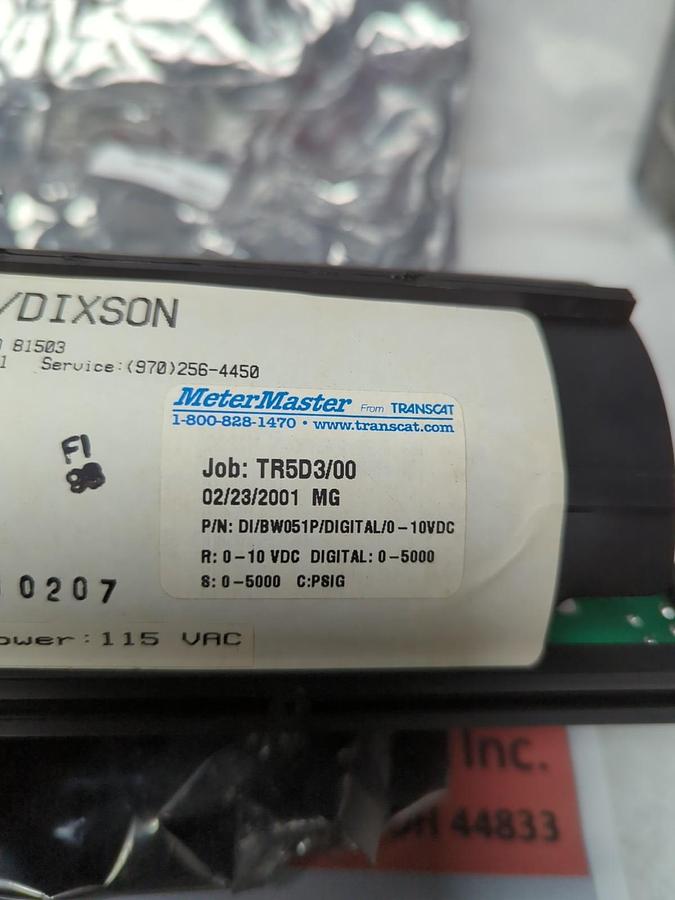 /DIXSON
81503
Service:(970)256-4450
MeterMaster From TRANSCAT
1-800-828-1470 • www.transcat.com
F1
Job: TR5D3/00
02/23/2001 MG
P/N: DI/BW051P/DIGITAL/0-10VDC
R: 0-10 VDC DIGITAL: 0-5000
S: 0-5000 C:PSIG
0207
ower:115 VAC
Inc.
OH 44833